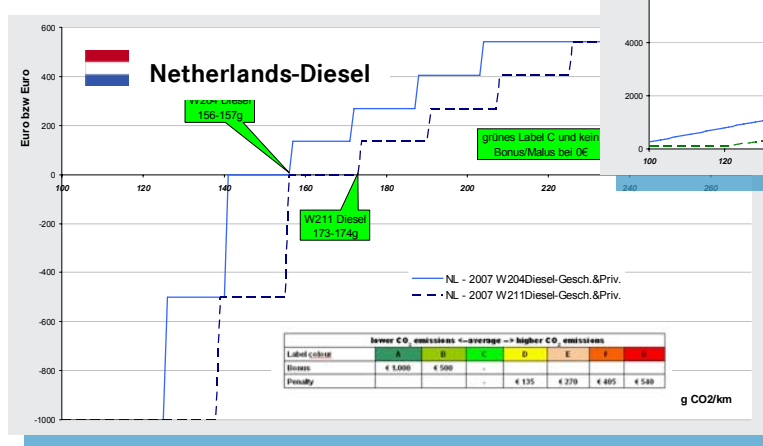 Netherlands-Diesel
Euro bzw Euro
600
400
200
0
-200
-400
-600
-800
-1000
100
120
140
160
180
200
220
260
4000
2000
0
100
120
W204 Diesel
156-157g
grünes Label C und kein
Bonus/Malus bei 0€
W211 Diesel
173-174g
NL - 2007 W204Diesel-Gesch.&Priv.
NL - 2007 W211Diesel-Gesch.&Priv.
lower CO2 emissions <--average --> higher CO2 emissions
Label colour A B C D E F G
Bonus € 1.000 € 500 -
Penalty - € 135 € 270 € 405 € 540
g CO2/km